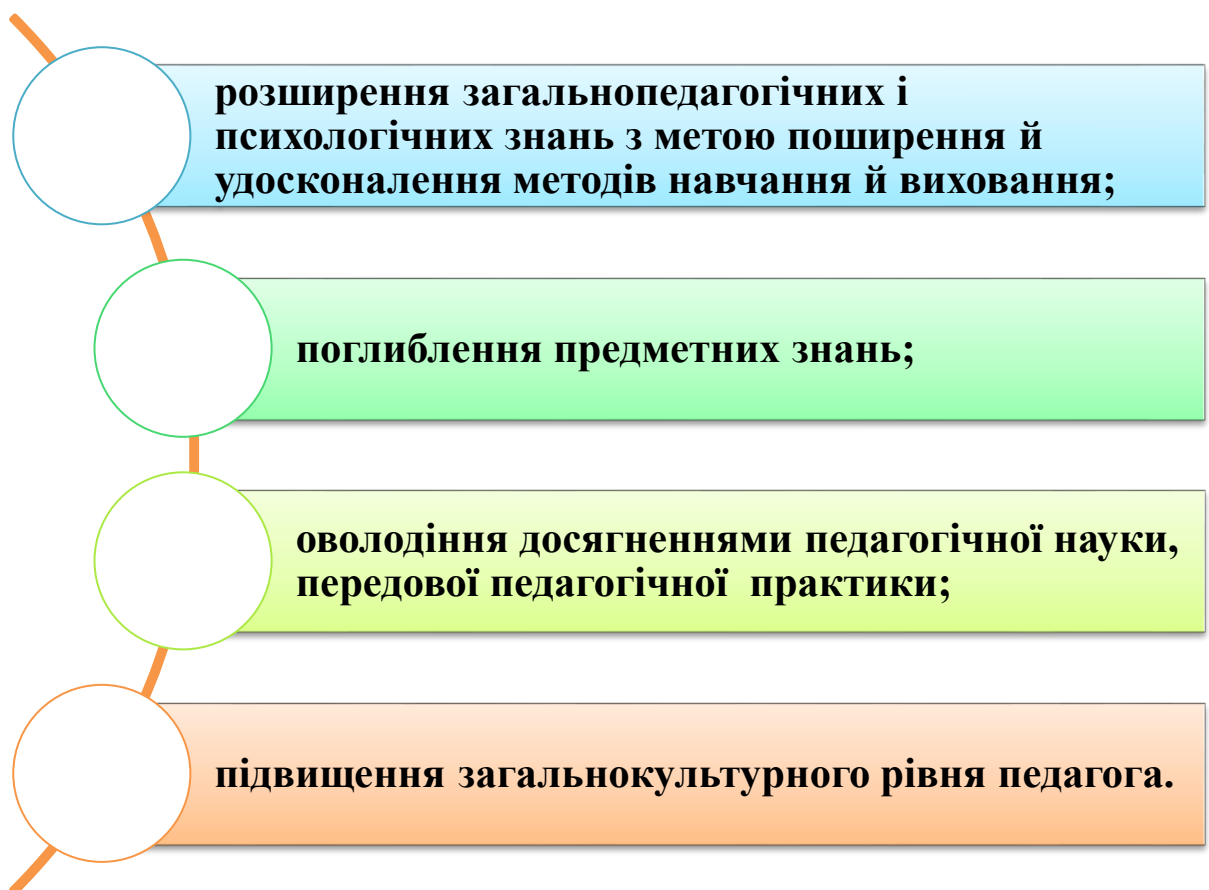 розширення загальнопедагогічних і
психологічних знань з метою поширення й
удосконалення методів навчання й виховання;
поглиблення предметних знань;
оволодіння досягненнями педагогічної науки,
передової педагогічної  практики;
підвищення загальнокультурного рівня педагога.